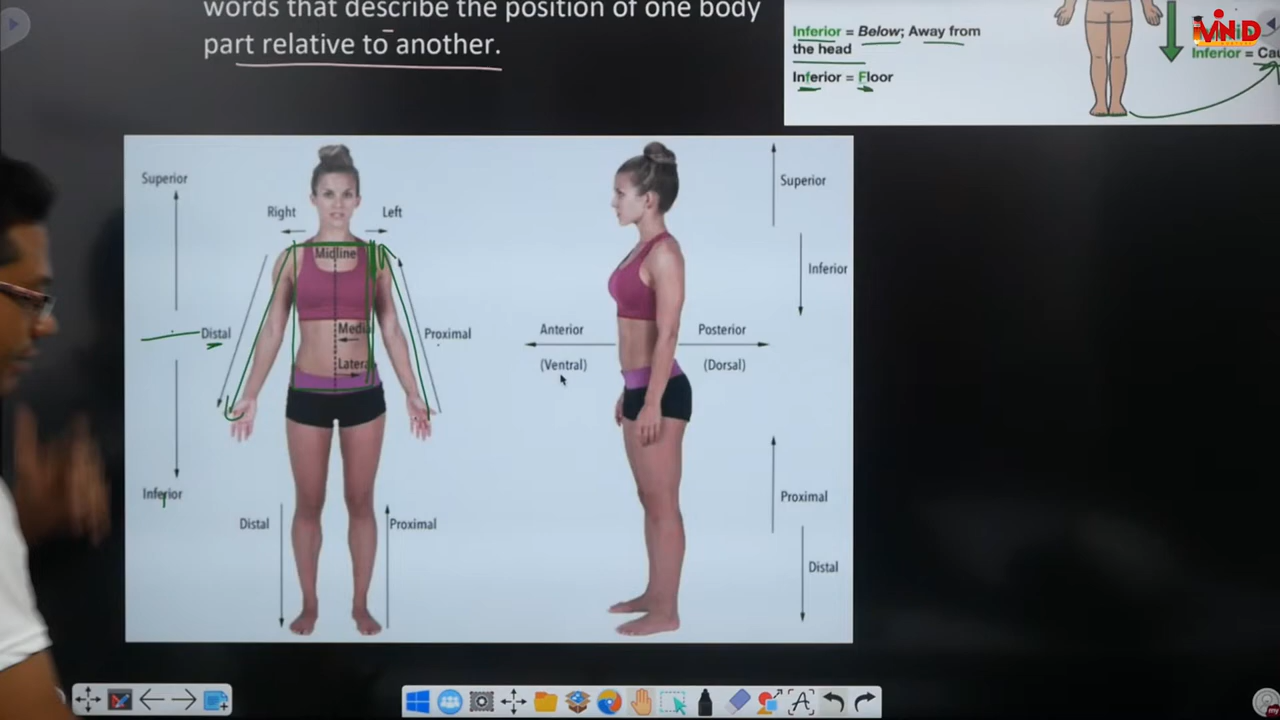 words that describe the position of one body
part relative to another.
Inferior = Below; Away from
the head
Inferior = Floor
Inferior = Cau
Superior
Right
Left
Midline
Distal
Medi
Proximal
Latera
Inferior
Distal
Proximal
Superior
Inferior
Anterior
Posterior
(Ventral)
(Dorsal)
Proximal
Distal